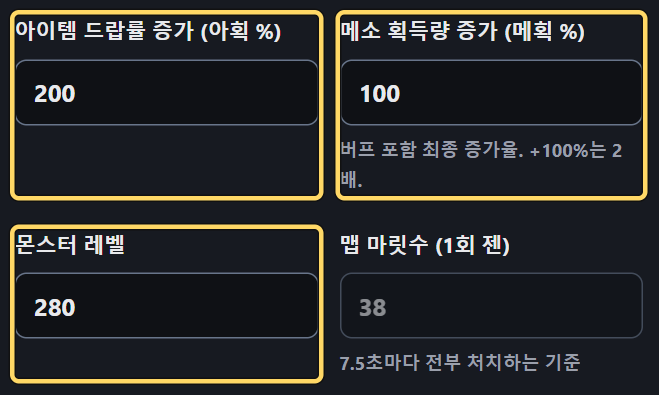 아이템 드랍률 증가 (아획 %)
200
메소 획득량 증가 (메획 %)
100
버프 포함 최종 증가율. +100%는 2
배.
몬스터 레벨
280
맵 마릿수 (1회 젠)
38
7.5초마다 전부 처치하는 기준